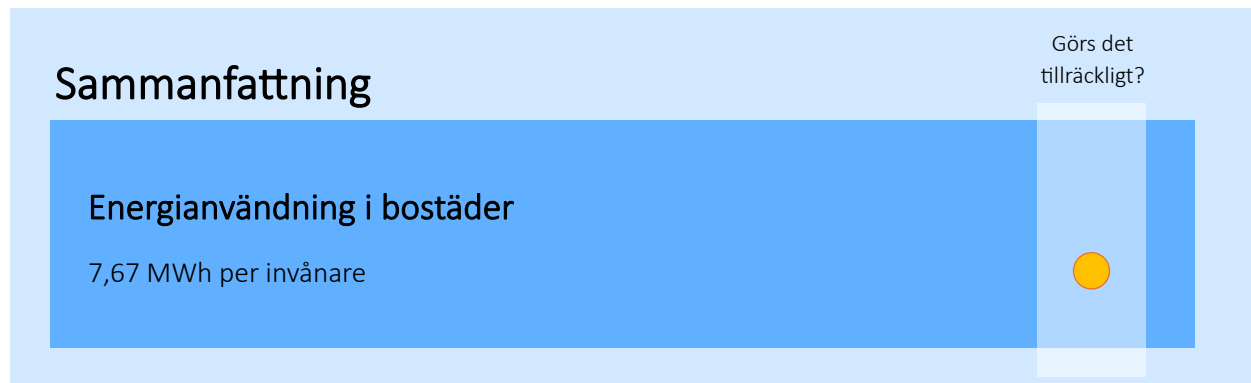 Görs det
tillräckligt?
Sammanfattning
Energianvändning i bostäder
7,67 MWh per invånare